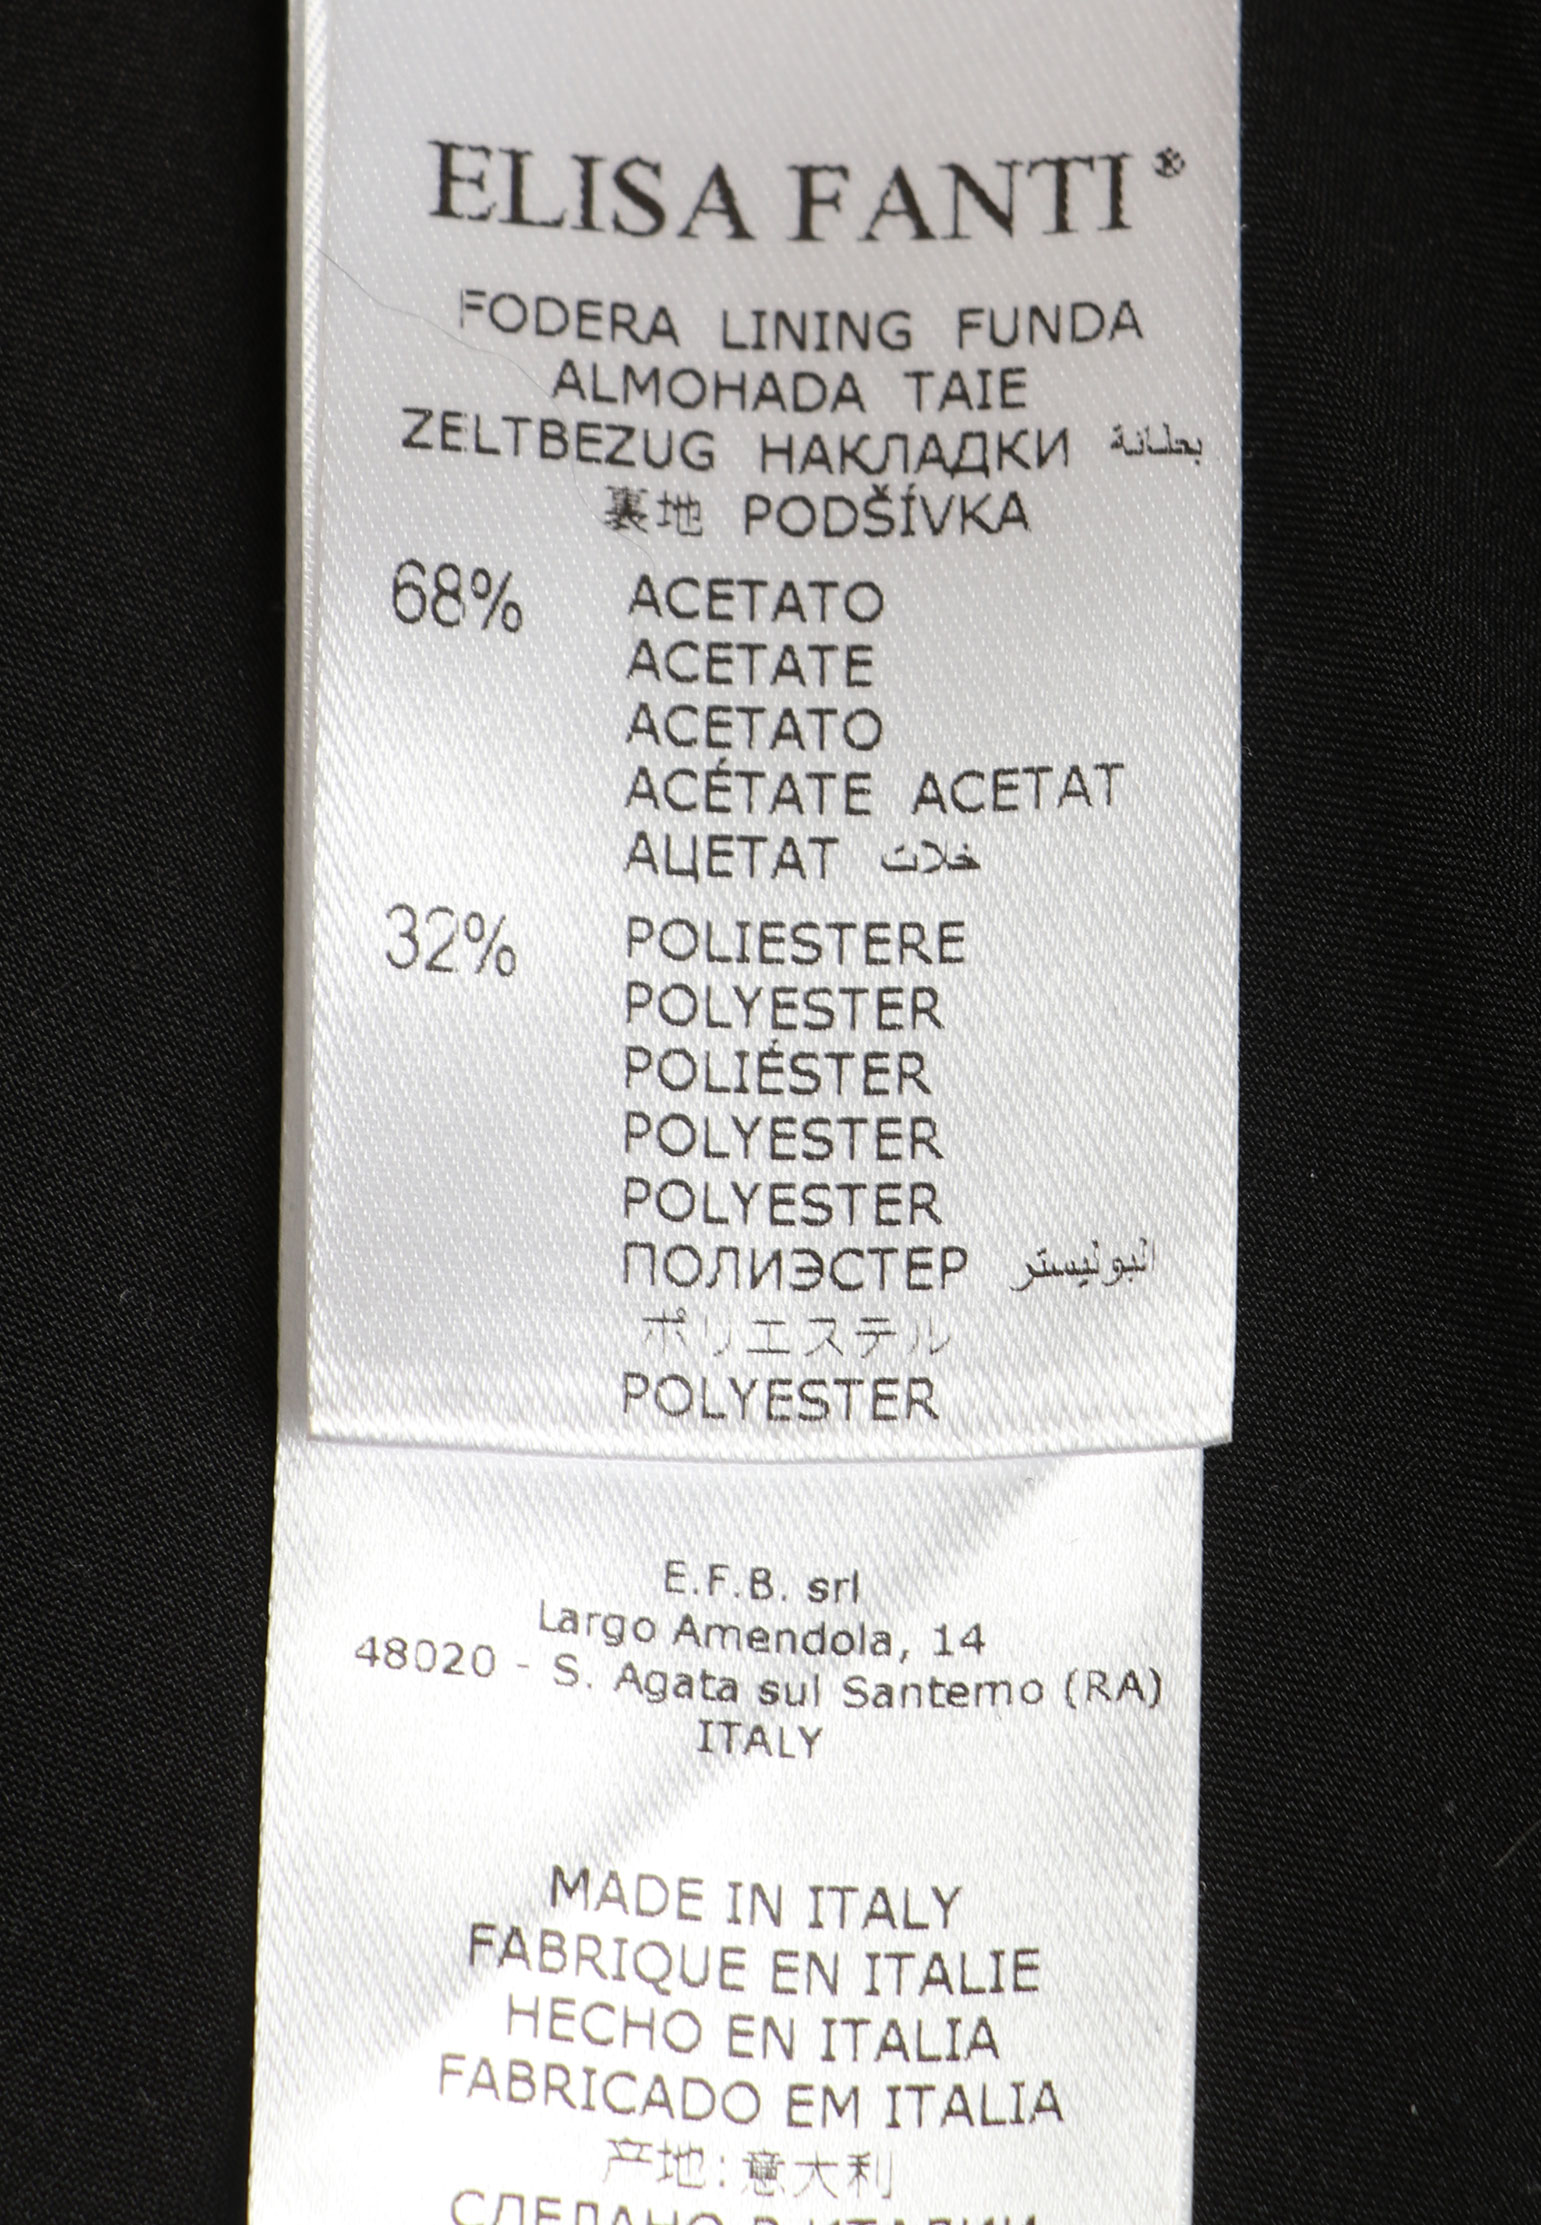 ELISA FANTI®
FODERA LINING FUNDA
ALMOHADA TAIE
ZELTBEZUG НАКЛАДКИ بطانة
裏地 PODŠÍVKA
68% ACETATO
ACETATE
ACETATO
ACÉTATE ACETAT
АЦЕТАТ خلات
32% POLIESTERE
POLYESTER
POLIÉSTER
POLYESTER
POLYESTER
ПОЛИЭСТЕР البوليستر
ポリエステル
POLYESTER
E.F.B. srl
Largo Amendola, 14
48020 - S. Agata sul Santerno (RA)
ITALY
MADE IN ITALY
FABRIQUE EN ITALIE
HECHO EN ITALIA
FABRICADO EM ITALIA
产地:意大利
СДЕЛАНО В ИТАЛИИ